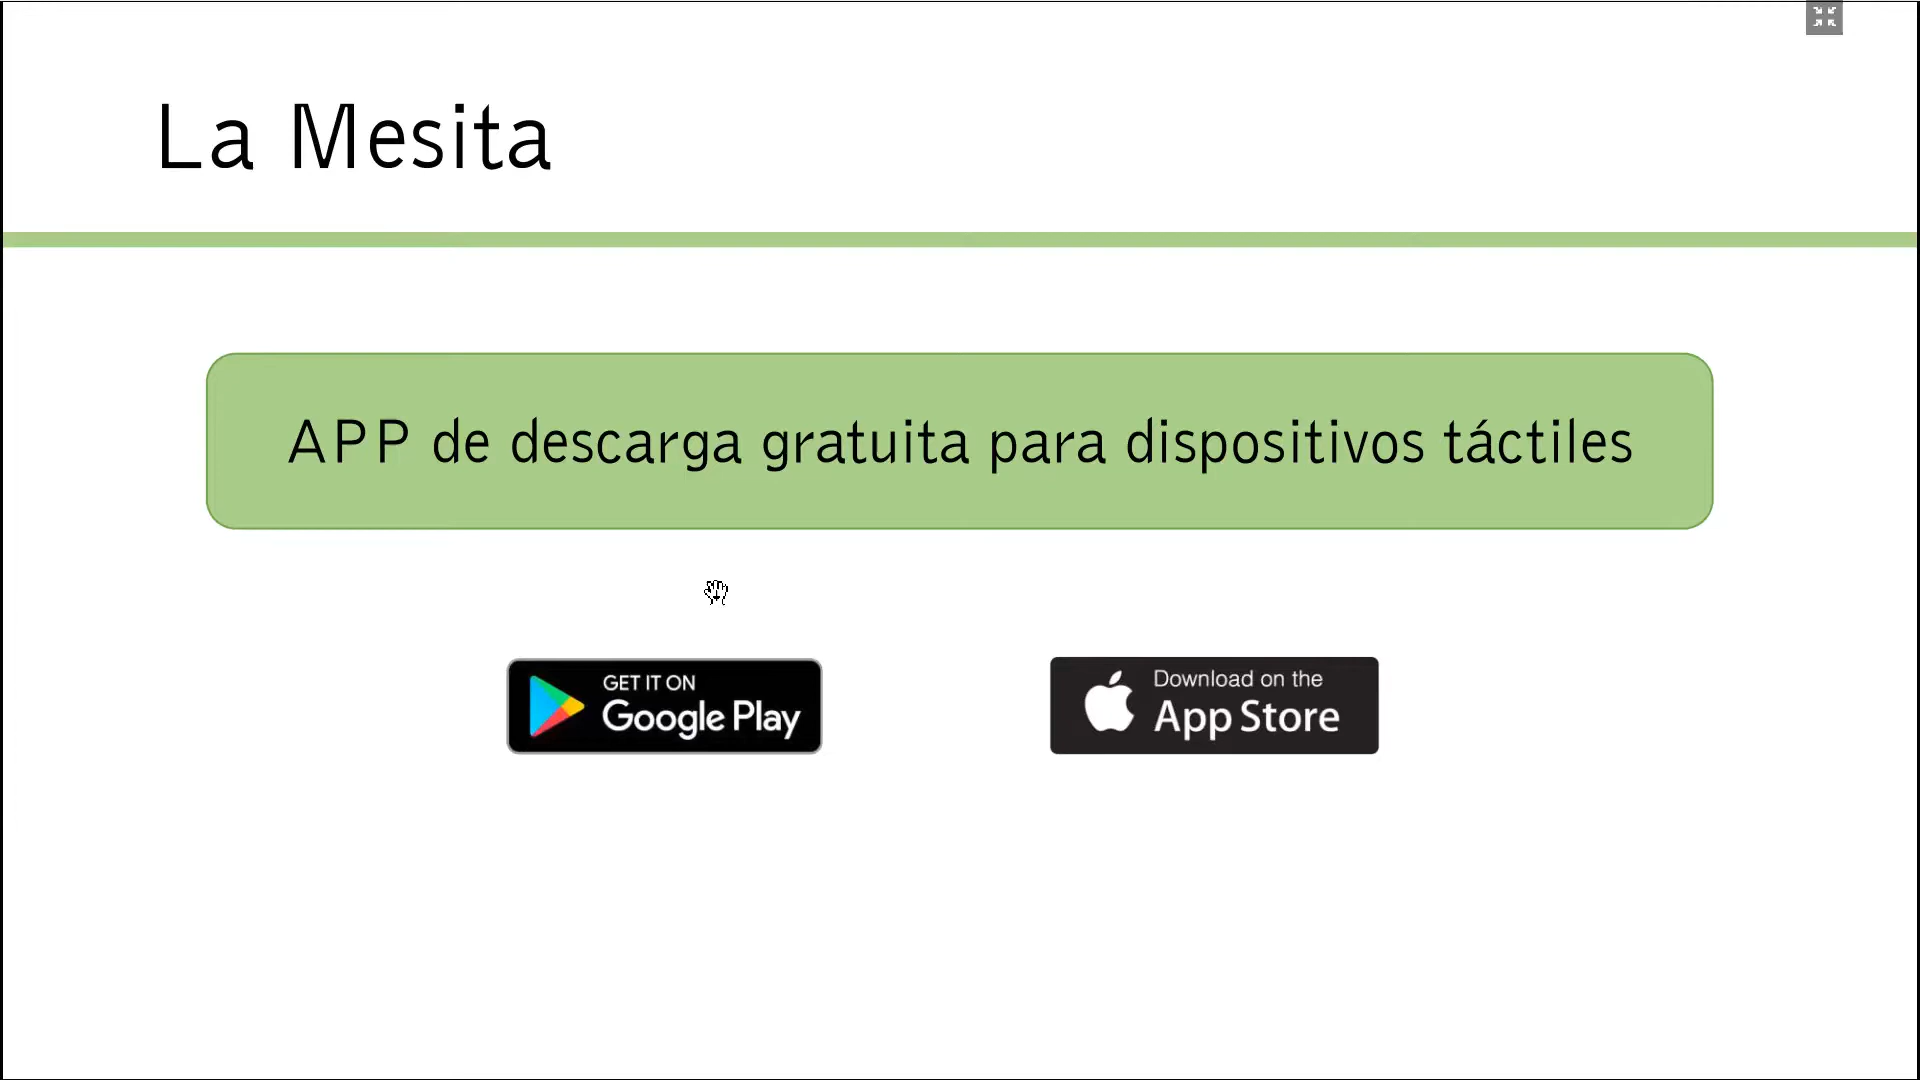 La Mesita
APP de descarga gratuita para dispositivos táctiles
GET IT ON
Google Play
Download on the
App Store